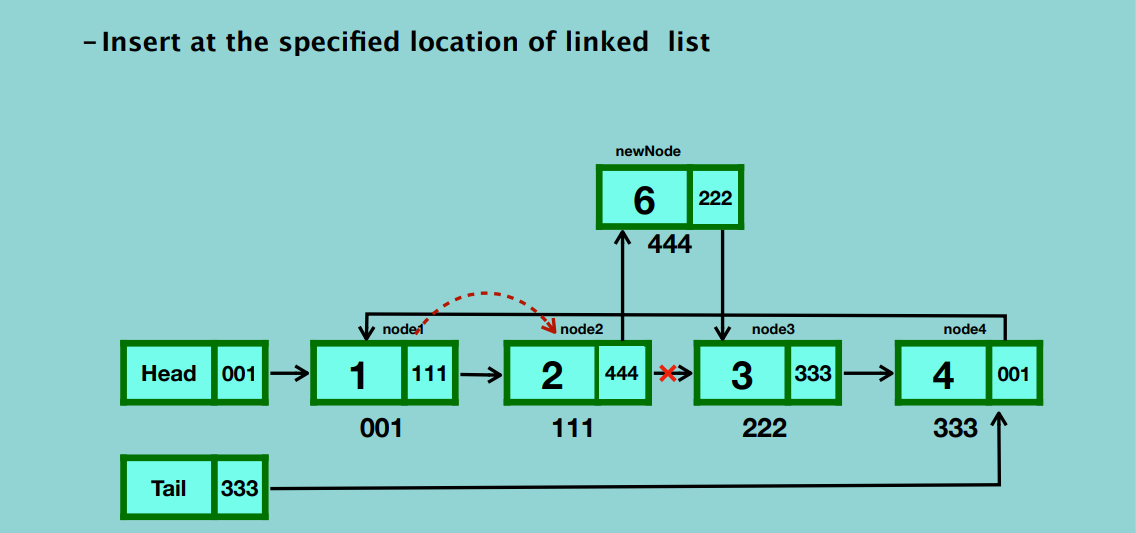 –Insert at the specified location of linked list
newNode
6 222
444
node1 node2 node3 node4
Head 001 1 111 2 444 3 333 4 001
001 111 222 333
Tail 333